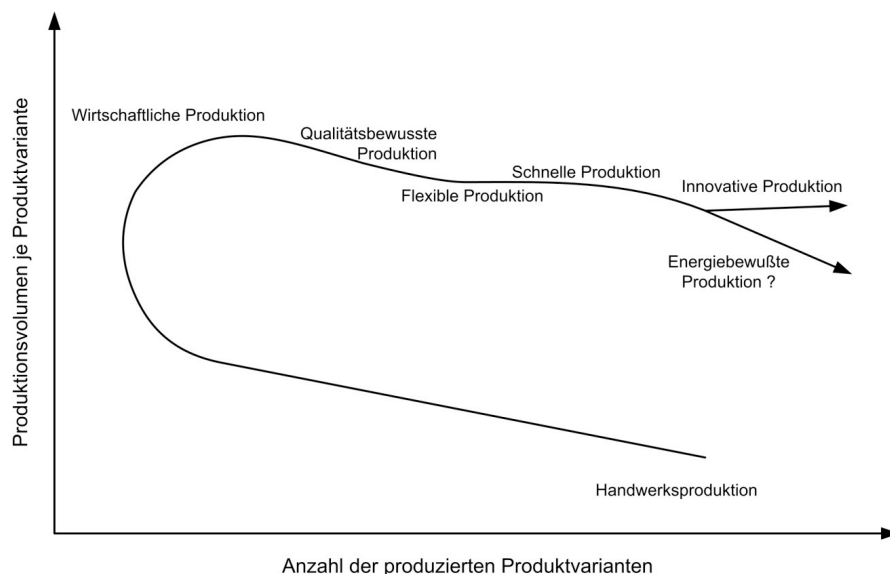 Produktionsvolumen je Produktvariante
Wirtschaftliche Produktion
Qualitätsbewusste
Produktion
Flexible Produktion
Schnelle Produktion
Innovative Produktion
Energiebewußte
Produktion ?
Handwerksproduktion
Anzahl der produzierten Produktvarianten